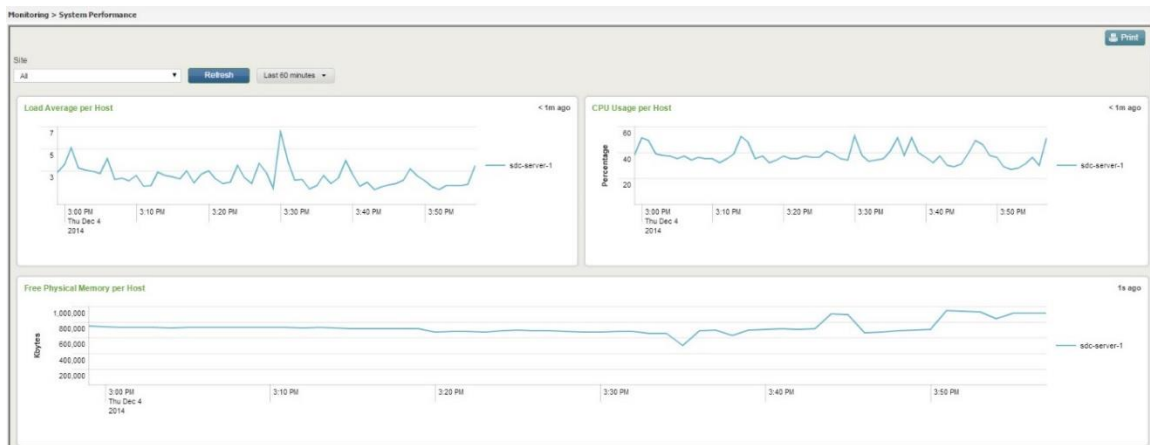 Monitoring > System Performance
Print
Site
All
Refresh
Last 60 minutes
Load Average per Host
< 1m ago
7
5
3
sdc-server-1
3:00 PM
Thu Dec 4
2014
3:10 PM
3:20 PM
3:30 PM
3:40 PM
3:50 PM
CPU Usage per Host
< 1m ago
Percentage
60
40
20
sdc-server-1
3:00 PM
Thu Dec 4
2014
3:10 PM
3:20 PM
3:30 PM
3:40 PM
3:50 PM
Free Physical Memory per Host
1s ago
Kbytes
1,000,000
800,000
600,000
400,000
200,000
sdc-server-1
3:00 PM
Thu Dec 4
2014
3:10 PM
3:20 PM
3:30 PM
3:40 PM
3:50 PM